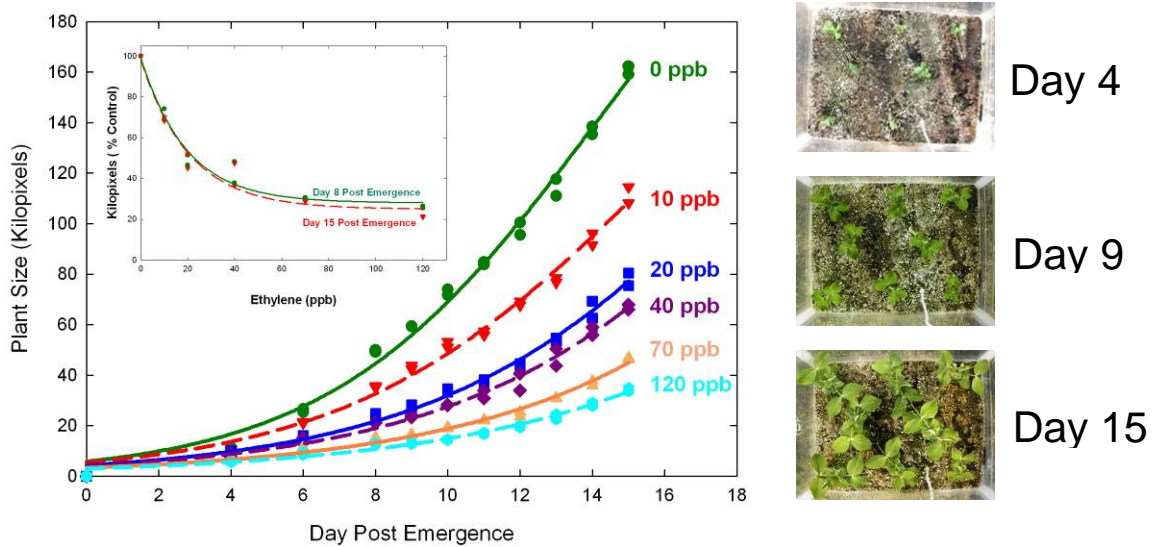 180
160
140
120
100
80
60
40
20
0
Plant Size (Kilopixels)
0 2 4 6 8 10 12 14 16 18
Day Post Emergence
0 ppb
10 ppb
20 ppb
40 ppb
70 ppb
120 ppb
100
80
60
40
20
0
Kilopixels ( % Control)
0 20 40 60 80 100 120
Ethylene (ppb)
Day 8 Post Emergence
Day 15 Post Emergence
Day 4
Day 9
Day 15